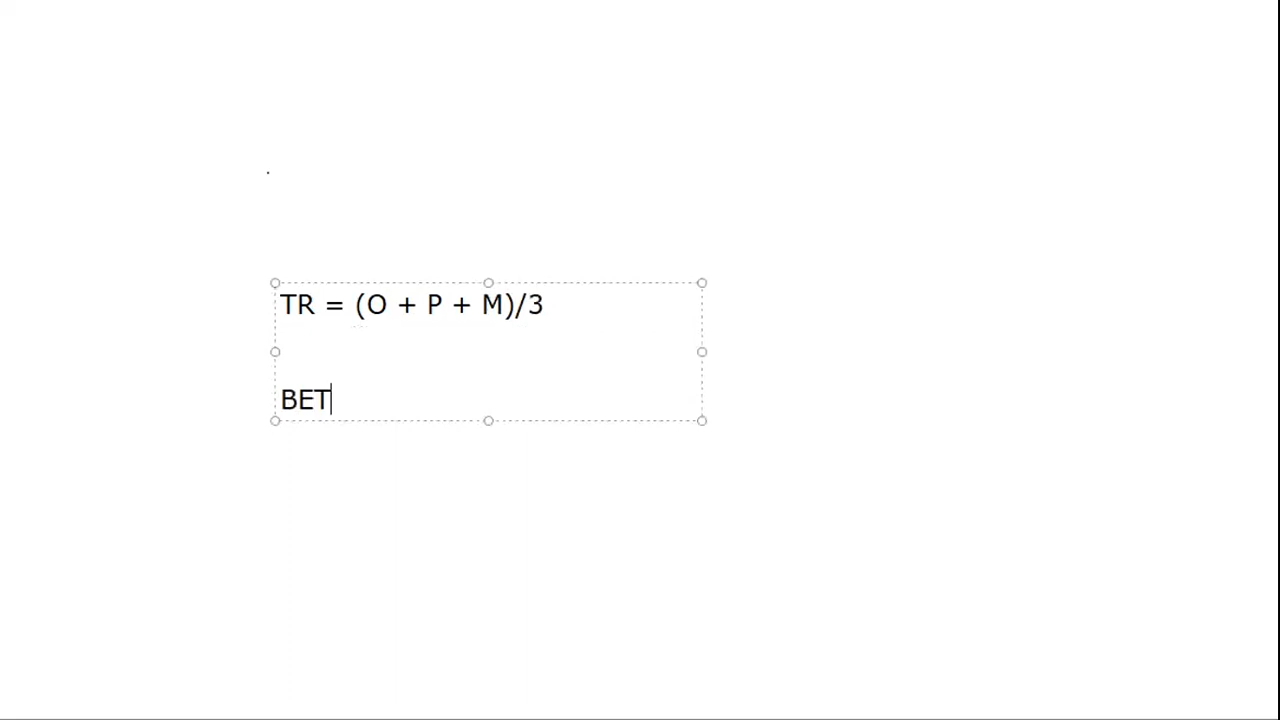 TR = (O + P + M)/3
BET